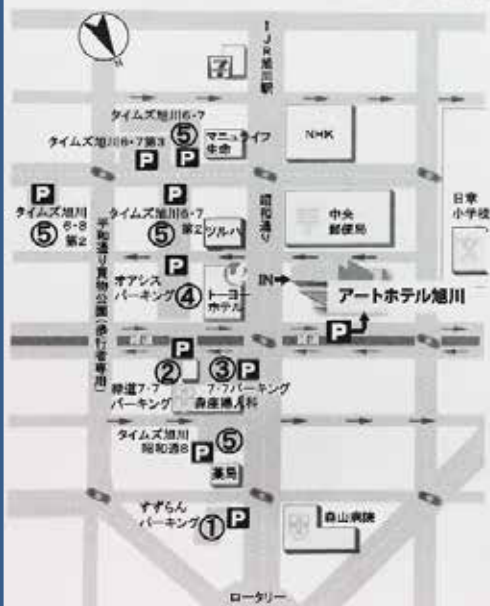 ↑JR旭川駅
N
7
タイムズ旭川6・7
⑤
マニュライフ
生命
NHK
タイムズ旭川6・7第3
P
P
P
タイムズ旭川
6・8
⑤
第2
P
タイムズ旭川6・7
⑤
第2
ツルハ
昭和通り
中央
郵便局
日章
小学校
平和通り買物公園(歩行者専用)
P
オアシス
パーキング
④
トーヨー
ホテル
IN→
アートホテル旭川
P
緑道
緑道
P
②
③
P
緑道7・7
パーキング
7・7パーキング
森産婦人科
タイムズ旭川
昭和通8
⑤
P
薬局
すずらん
パーキング
①
P
森山病院
ロータリー